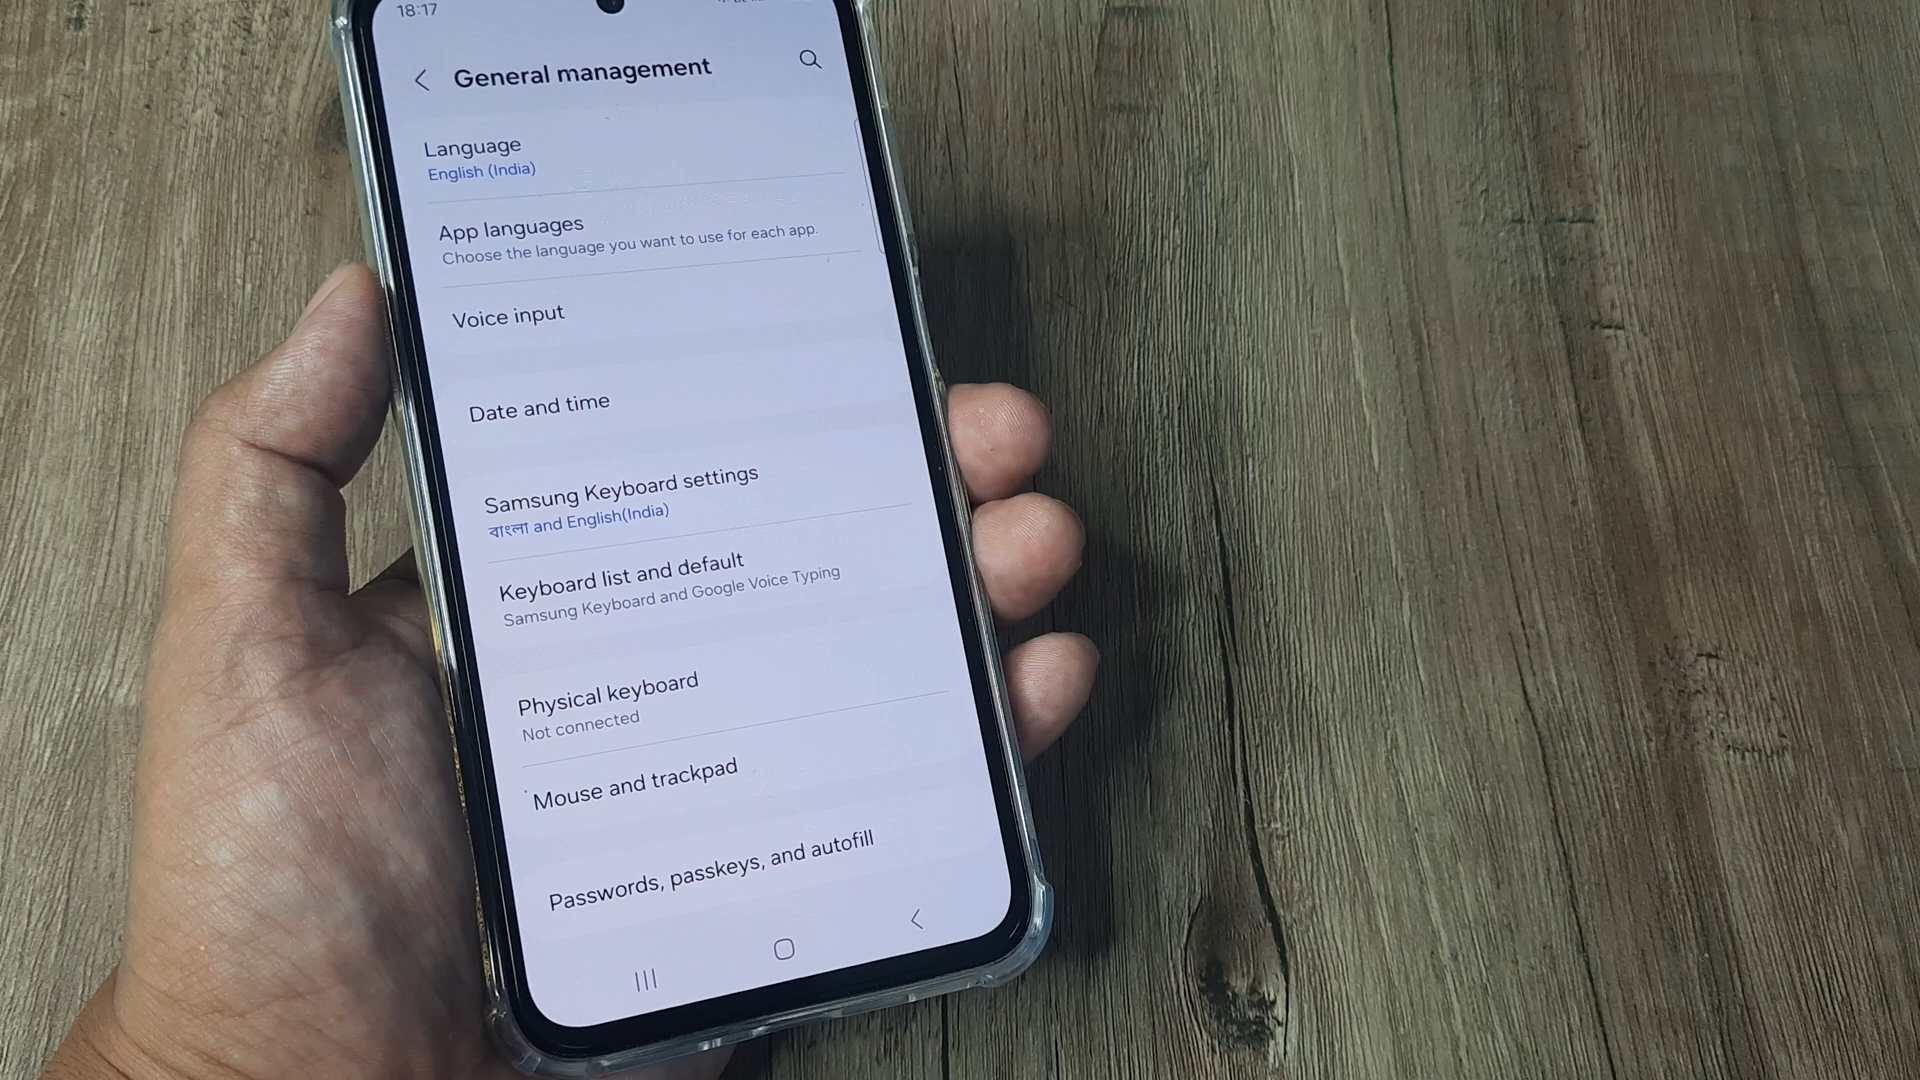 18:17
General management
Language
English (India)
App languages
Choose the language you want to use for each app.
Voice input
Date and time
Samsung Keyboard settings
বাংলা and English(India)
Keyboard list and default
Samsung Keyboard and Google Voice Typing
Physical keyboard
Not connected
Mouse and trackpad
Passwords, passkeys, and autofill